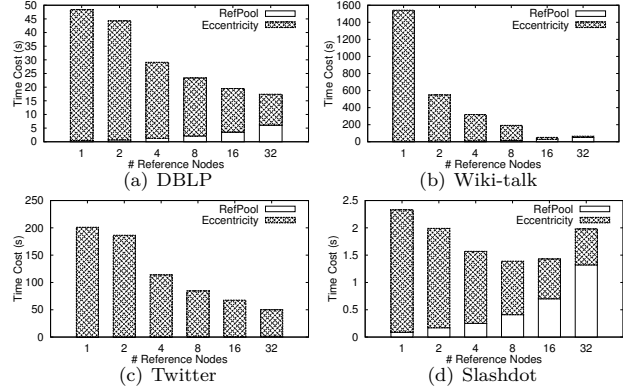 RefPool
Eccentricity
Time Cost (s)
50
45
40
35
30
25
20
15
10
5
0
1 2 4 8 16 32
# Reference Nodes
(a) DBLP
RefPool
Eccentricity
Time Cost (s)
1600
1400
1200
1000
800
600
400
200
0
1 2 4 8 16 32
# Reference Nodes
(b) Wiki-talk
RefPool
Eccentricity
Time Cost (s)
250
200
150
100
50
0
1 2 4 8 16 32
# Reference Nodes
(c) Twitter
RefPool
Eccentricity
Time Cost (s)
2.5
2
1.5
1
0.5
0
1 2 4 8 16 32
# Reference Nodes
(d) Slashdot